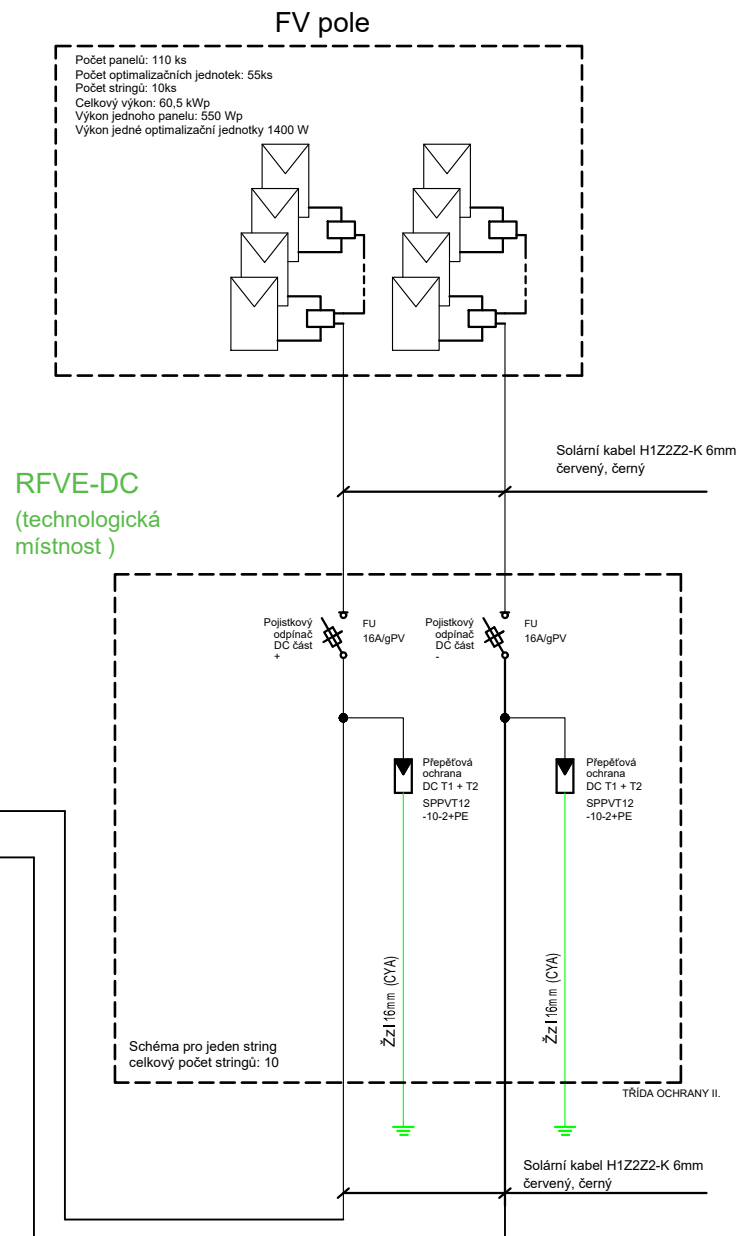 FV pole
Počet panelů: 110 ks
Počet optimalizačních jednotek: 55ks
Počet stringů: 10ks
Celkový výkon: 60,5 kWp
Výkon jednoho panelu: 550 Wp
Výkon jedné optimalizační jednotky 1400 W
Solární kabel H1Z2Z2-K 6mm
červený, černý
RFVE-DC
(technologická
místnost )
Pojistkový
odpínač
DC část
+
FU
16A/gPV
Pojistkový
odpínač
DC část
-
FU
16A/gPV
Přepěťová
ochrana
DC T1 + T2
SPPVT12
-10-2+PE
Přepěťová
ochrana
DC T1 + T2
SPPVT12
-10-2+PE
Žzl 16mm (CYA)
Žzl 16mm (CYA)
Schéma pro jeden string
celkový počet stringů: 10
TŘÍDA OCHRANY II.
Solární kabel H1Z2Z2-K 6mm
červený, černý